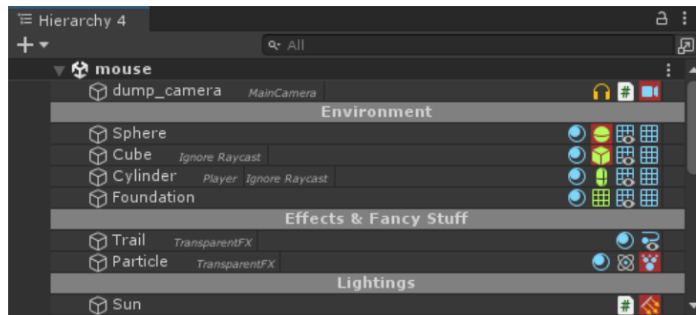 Hierarchy 4
All
mouse
dump_camera MainCamera #
Environment
Sphere
Cube Ignore Raycast
Cylinder Player Ignore Raycast
Foundation
Effects & Fancy Stuff
Trail TransparentFX
Particle TransparentFX
Lightings
Sun #